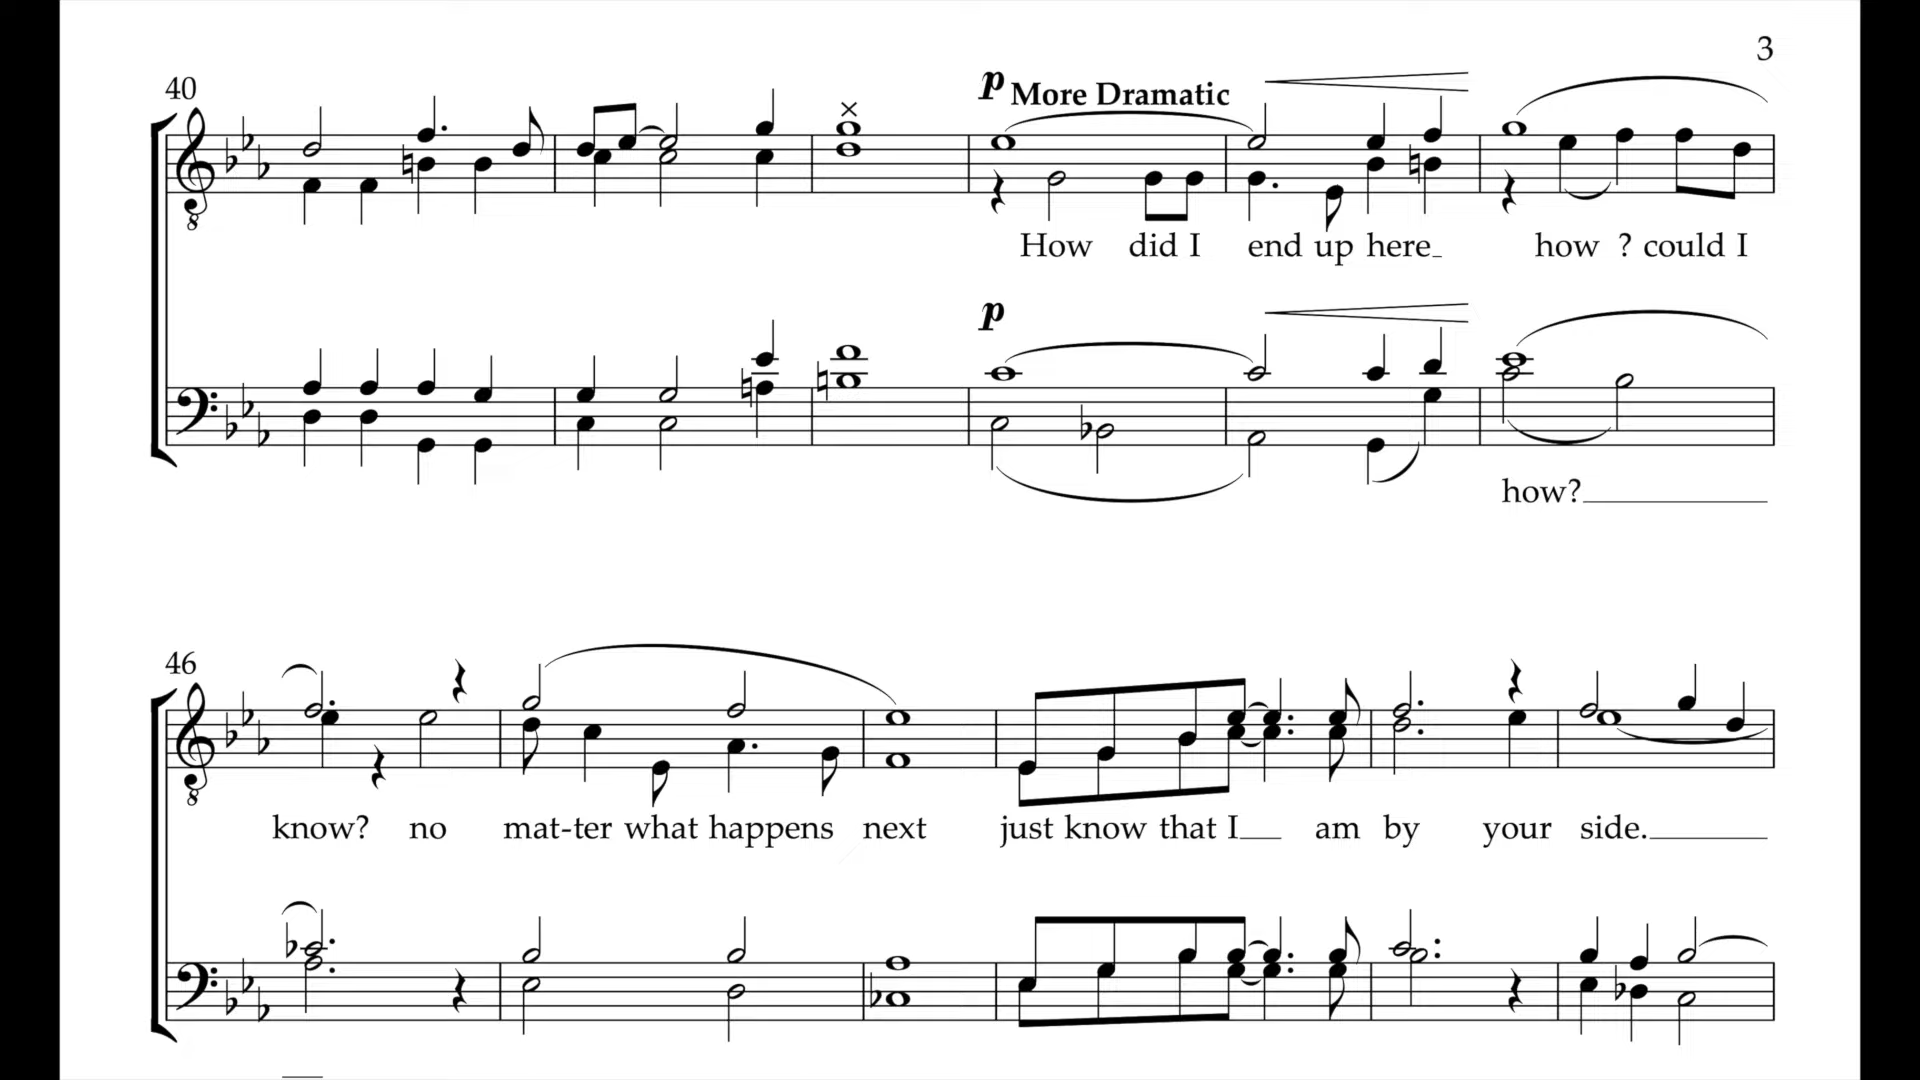 3
40
p More Dramatic
How did I end up here_ how ? could I
p
how?
46
know? no mat-ter what happens next just know that I am by your side.